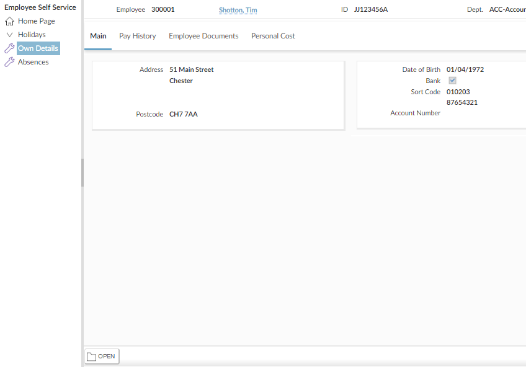 Employee Self Service
Home Page
Holidays
Own Details
Absences
Employee 300001 Shotton, Tim ID JJ123456A Dept. ACC-Accour
Main Pay History Employee Documents Personal Cost
Address 51 Main Street
Chester
Postcode CH7 7AA
Date of Birth 01/04/1972
Bank
Sort Code 010203
87654321
Account Number
OPEN